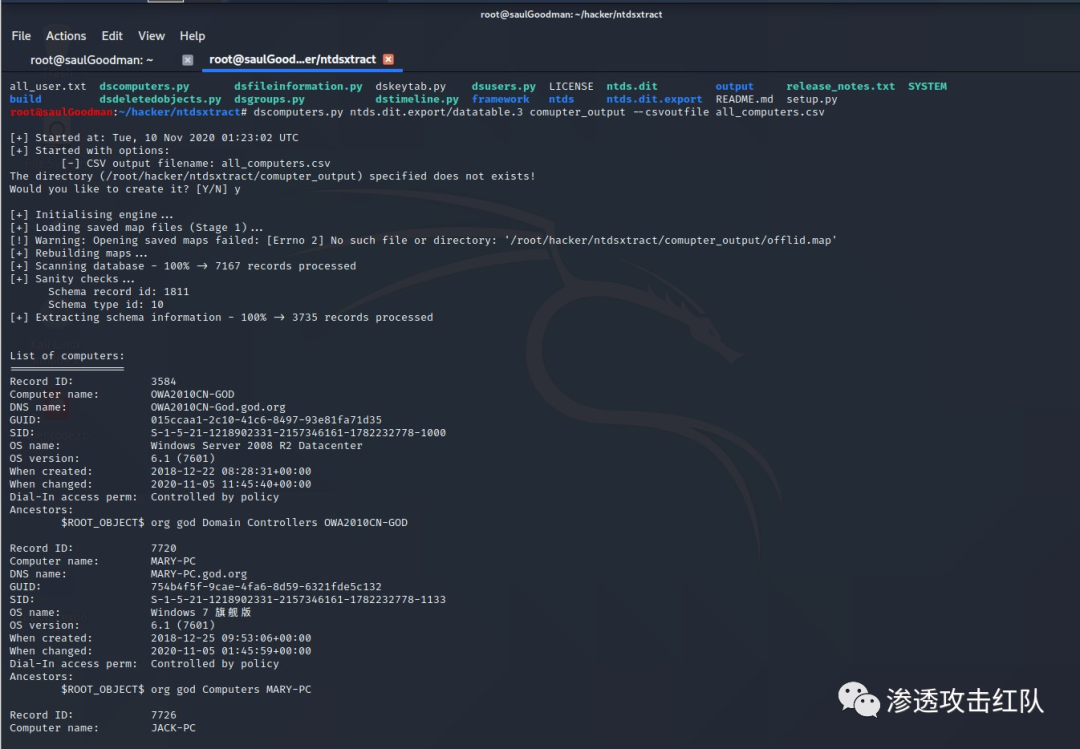 root@saulGoodman: ~/hacker/ntdsxtract
File Actions Edit View Help
root@saulGoodman: ~ root@saulGood...er/ntdsxtract
all_user.txt dscomputers.py dsfileinformation.py dskeytab.py dsusers.py LICENSE ntds.dit output release_notes.txt SYSTEM
build dsdeletedobjects.py dsgroups.py dstimeline.py framework ntds ntds.dit.export README.md setup.py
root@saulGoodman:~/hacker/ntdsxtract# dscomputers.py ntds.dit.export/datatable.3 comupter_output --csvoutfile all_computers.csv
[+] Started at: Tue, 10 Nov 2020 01:23:02 UTC
[+] Started with options:
[-] CSV output filename: all_computers.csv
The directory (/root/hacker/ntdsxtract/comupter_output) specified does not exists!
Would you like to create it? [Y/N] y
[+] Initialising engine...
[+] Loading saved map files (Stage 1)...
[!] Warning: Opening saved maps failed: [Errno 2] No such file or directory: '/root/hacker/ntdsxtract/comupter_output/offlid.map'
[+] Rebuilding maps...
[+] Scanning database - 100% → 7167 records processed
[+] Sanity checks...
Schema record id: 1811
Schema type id: 10
[+] Extracting schema information - 100% → 3735 records processed
List of computers:
==================
Record ID: 3584
Computer name: OWA2010CN-GOD
DNS name: OWA2010CN-God.god.org
GUID: 015ccaa1-2c10-41c6-8497-93e81fa71d35
SID: S-1-5-21-1218902331-2157346161-1782232778-1000
OS name: Windows Server 2008 R2 Datacenter
OS version: 6.1 (7601)
When created: 2018-12-22 08:28:31+00:00
When changed: 2020-11-05 11:45:40+00:00
Dial-In access perm: Controlled by policy
Ancestors:
$ROOT_OBJECT$ org god Domain Controllers OWA2010CN-GOD
Record ID: 7720
Computer name: MARY-PC
DNS name: MARY-PC.god.org
GUID: 754b4f5f-9cae-4fa6-8d59-6321fde5c132
SID: S-1-5-21-1218902331-2157346161-1782232778-1133
OS name: Windows 7 旗舰版
OS version: 6.1 (7601)
When created: 2018-12-25 09:53:06+00:00
When changed: 2020-11-05 01:45:59+00:00
Dial-In access perm: Controlled by policy
Ancestors:
$ROOT_OBJECT$ org god Computers MARY-PC
Record ID: 7726
Computer name: JACK-PC
渗透攻击红队